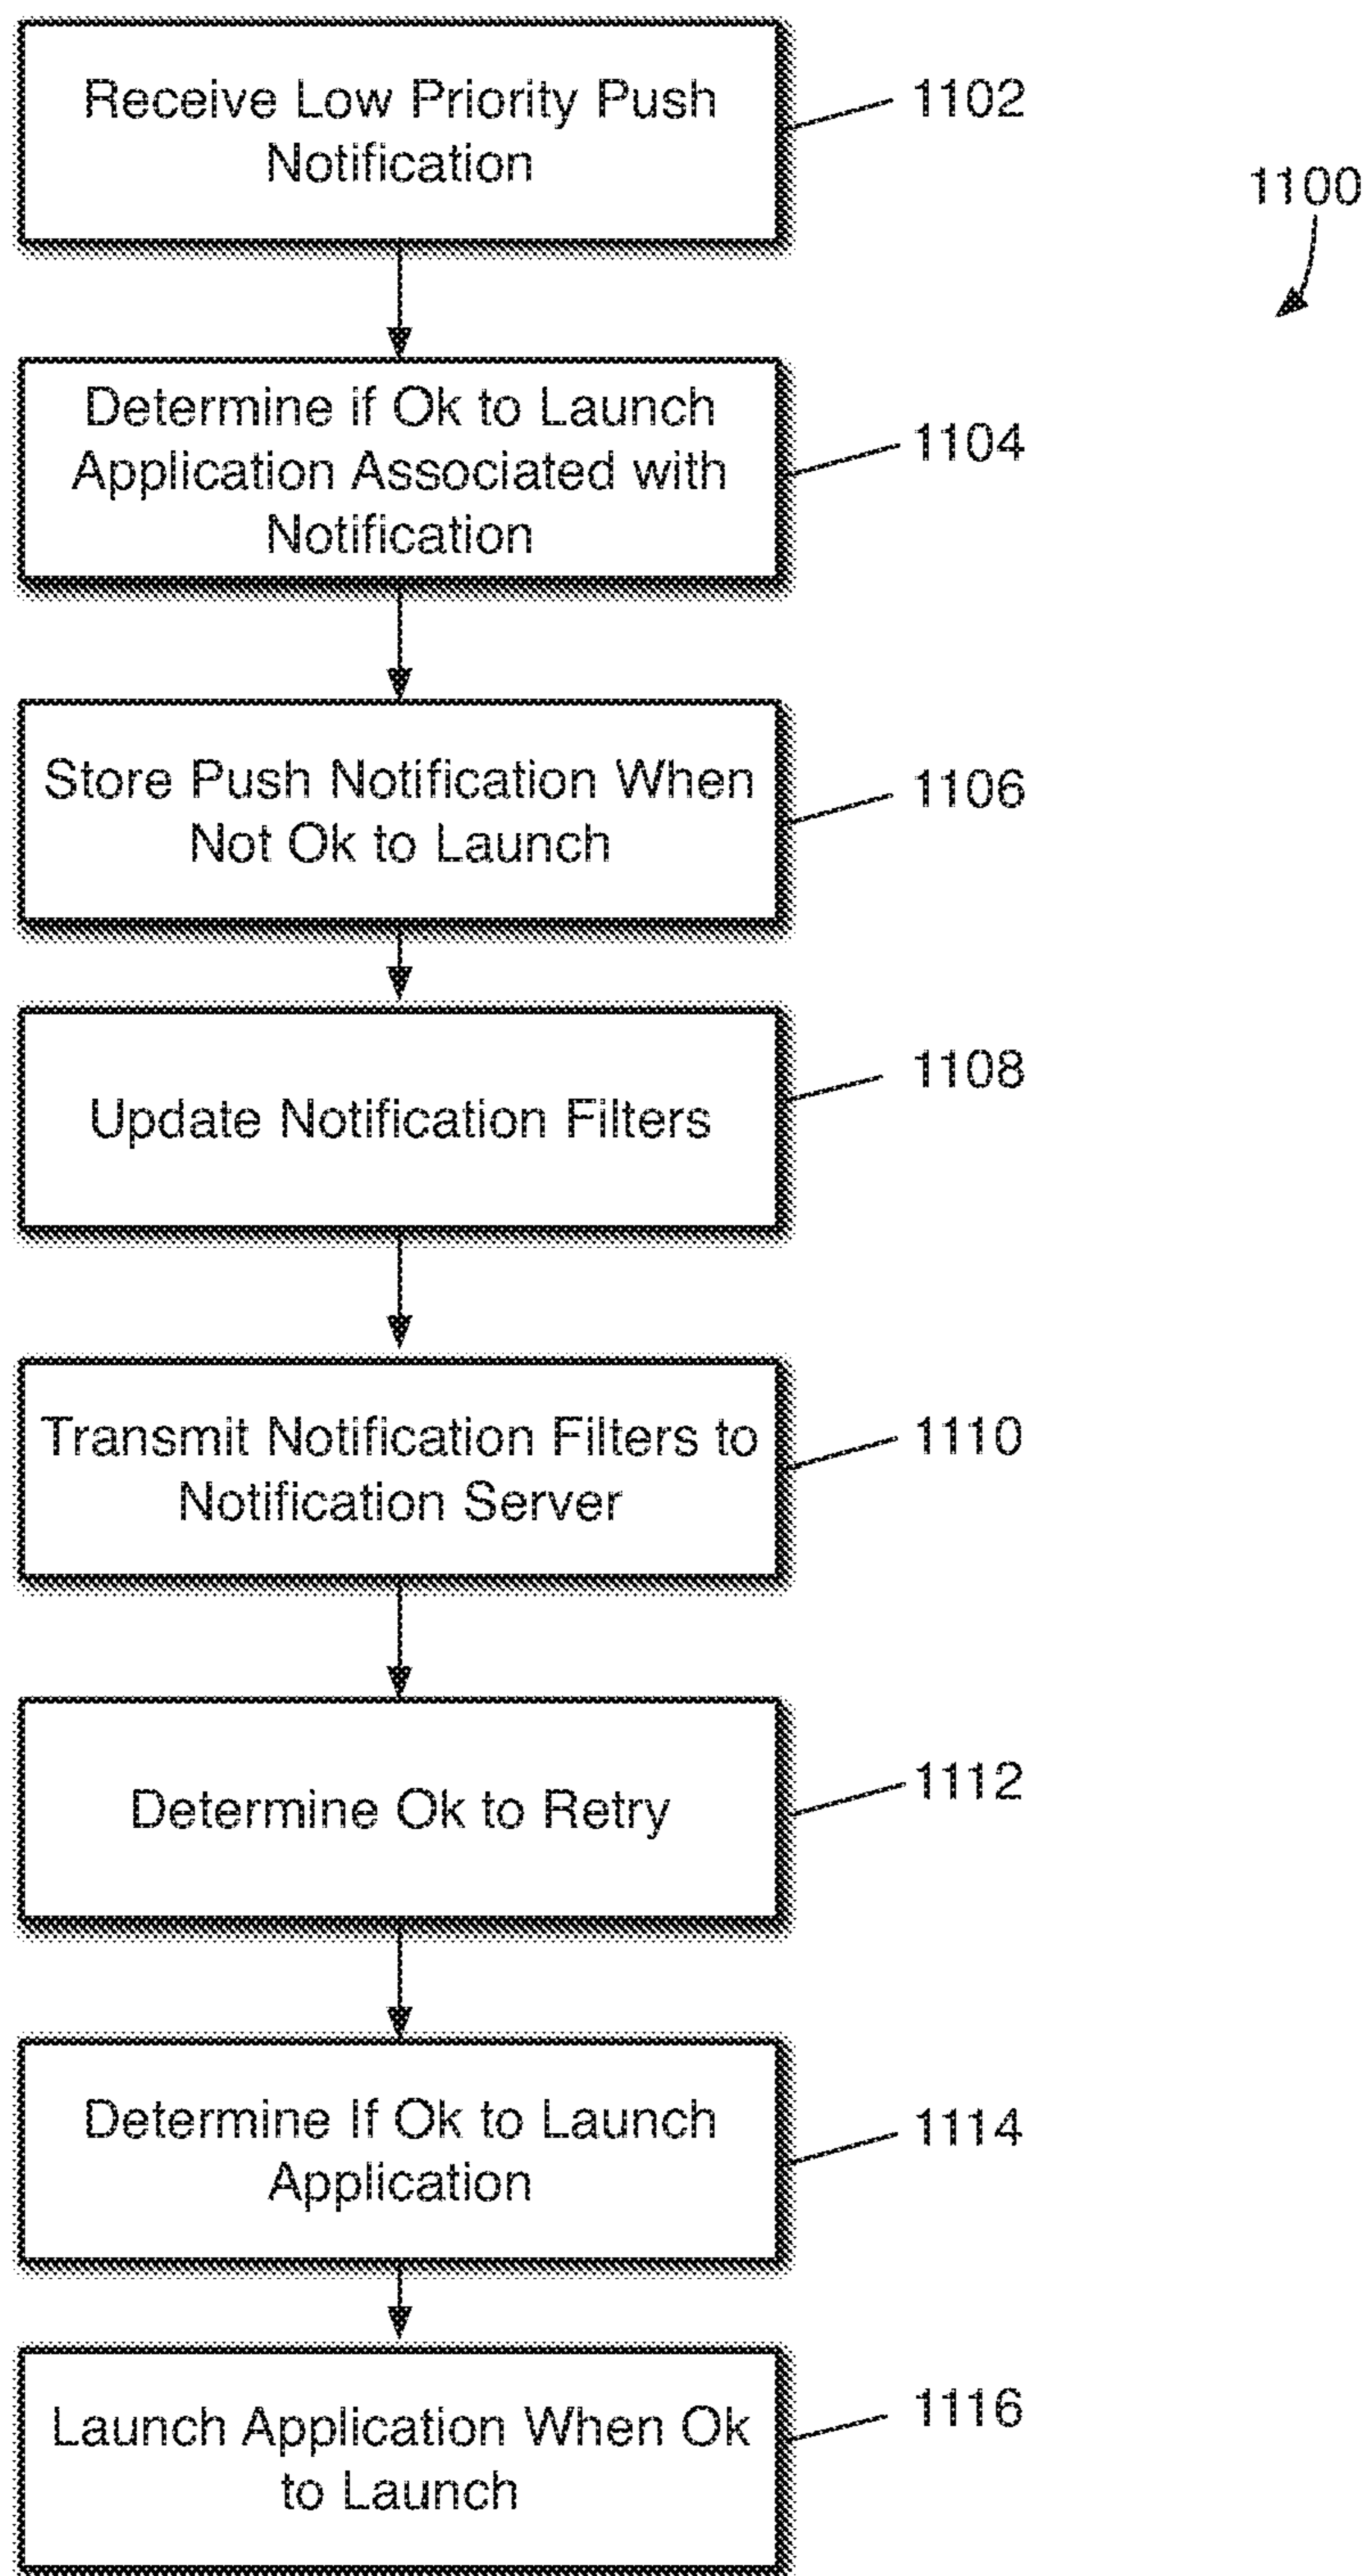 Receive Low Priority Push
Notification
1102
1100
Determine if Ok to Launch
Application Associated with
Notification
1104
Store Push Notification When
Not Ok to Launch
1106
Update Notification Filters
1108
Transmit Notification Filters to
Notification Server
1110
Determine Ok to Retry
1112
Determine If Ok to Launch
Application
1114
Launch Application When Ok
to Launch
1116